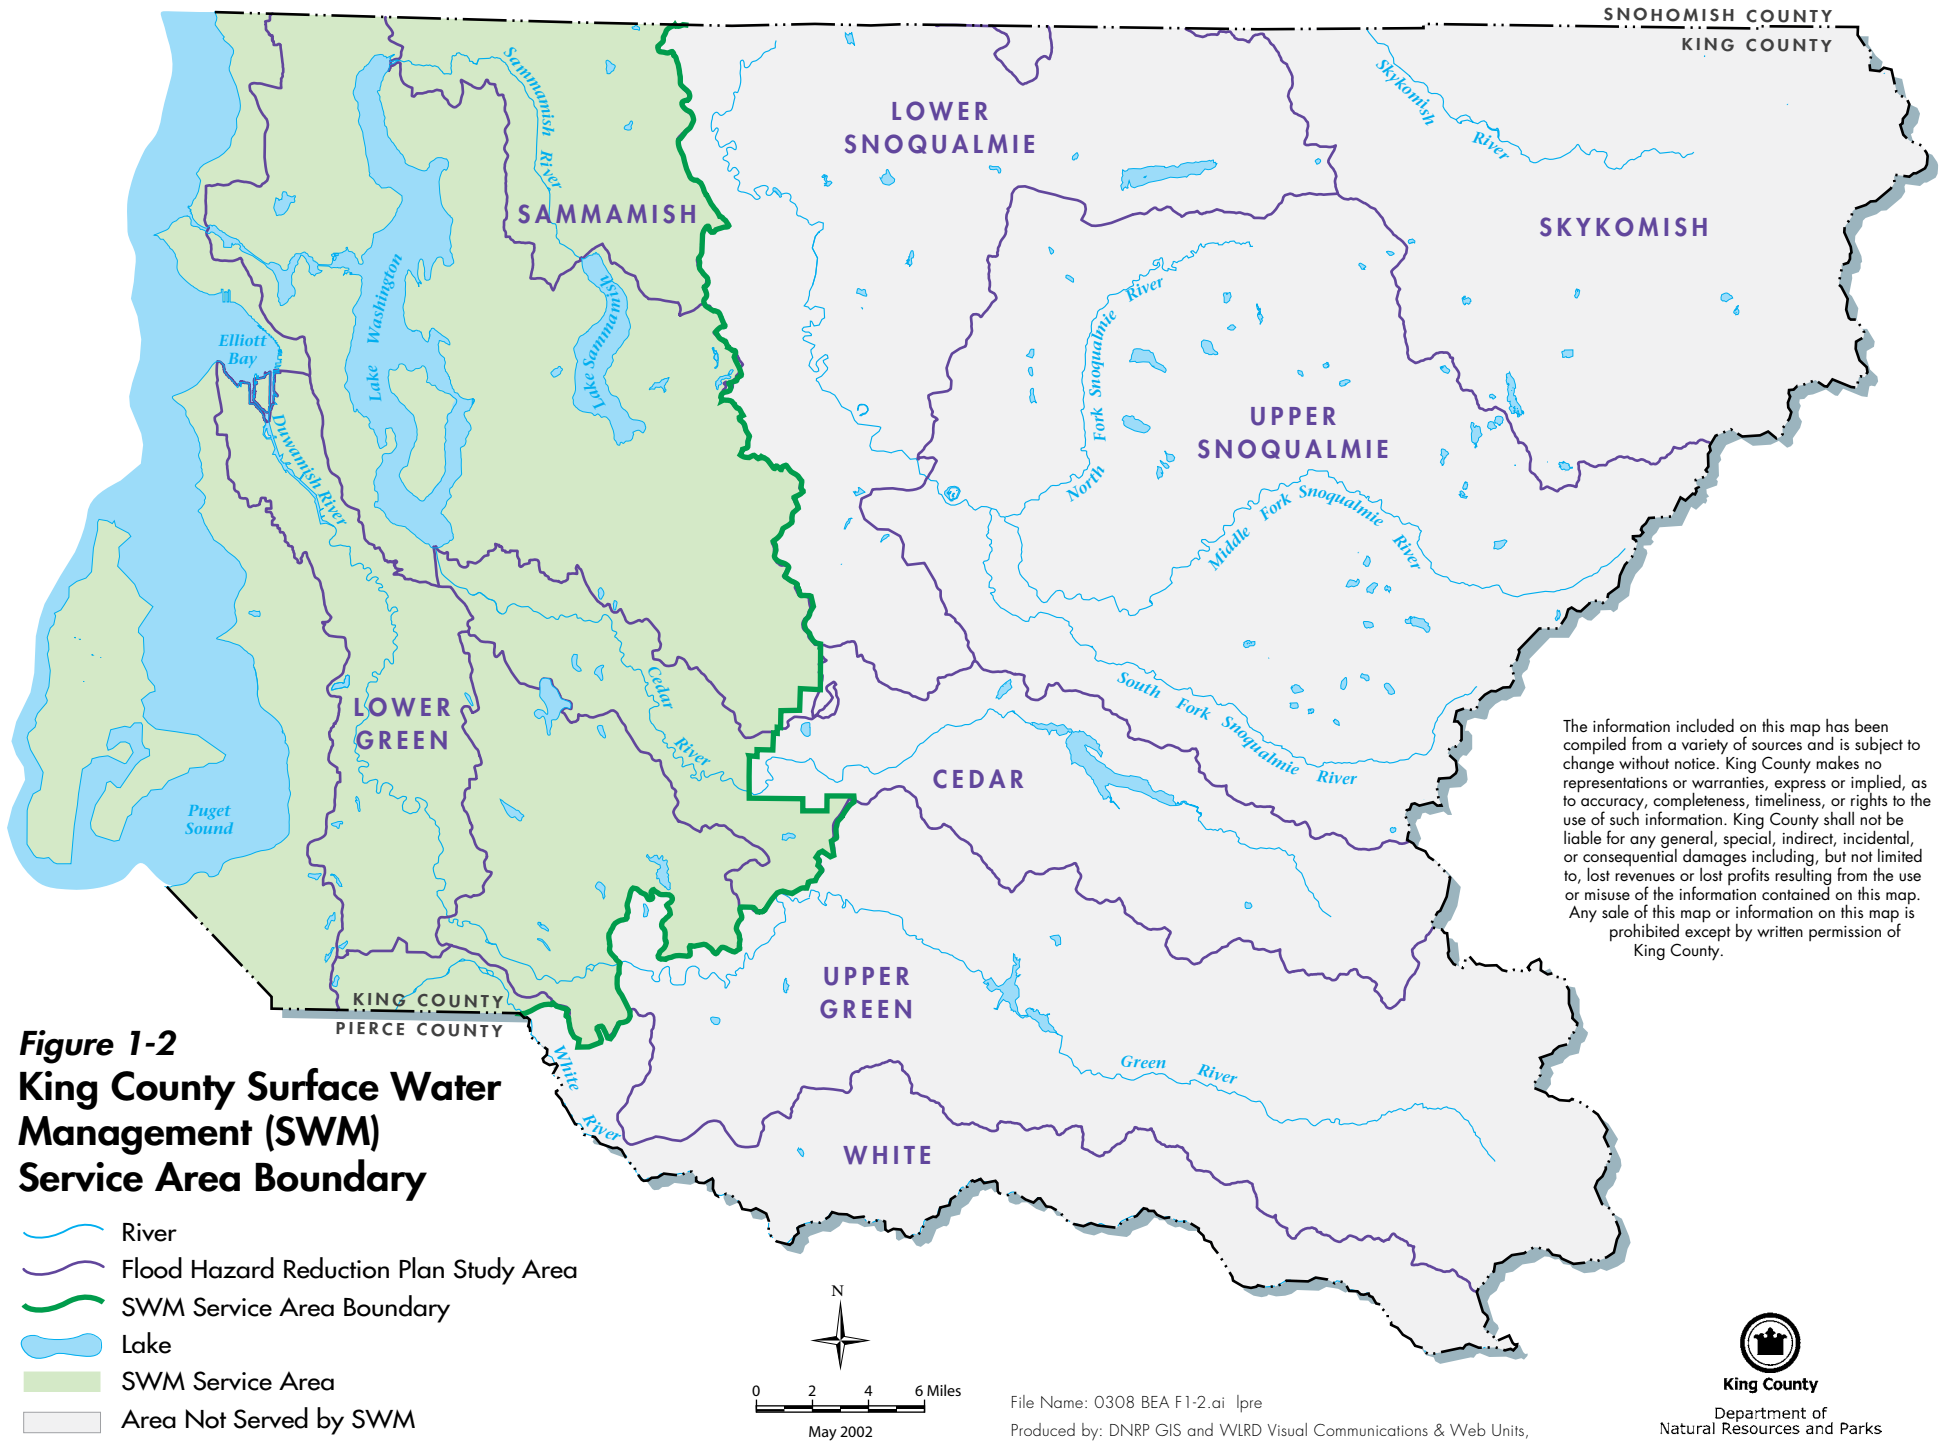 SNOHOMISH COUNTY
KING COUNTY
Sammamish River
Skykomish River
LOWER
SNOQUALMIE
SAMMAMISH
SKYKOMISH
Lake Washington
Lake Sammamish
North Fork Snoqualmie River
Elliott
Bay
UPPER
SNOQUALMIE
Duwamish River
Middle Fork Snoqualmie River
Cedar River
South Fork Snoqualmie River
LOWER
GREEN
CEDAR
Puget
Sound
The information included on this map has been
compiled from a variety of sources and is subject to
change without notice. King County makes no
representations or warranties, express or implied, as
to accuracy, completeness, timeliness, or rights to the
use of such information. King County shall not be
liable for any general, special, indirect, incidental,
or consequential damages including, but not limited
to, lost revenues or lost profits resulting from the use
or misuse of the information contained on this map.
Any sale of this map or information on this map is
prohibited except by written permission of
King County.
UPPER
GREEN
KING COUNTY
PIERCE COUNTY
White River
Green River
WHITE
Figure 1-2
King County Surface Water
Management (SWM)
Service Area Boundary
River
Flood Hazard Reduction Plan Study Area
SWM Service Area Boundary
Lake
SWM Service Area
Area Not Served by SWM
N
0 2 4 6 Miles
May 2002
File Name: 0308 BEA F1-2.ai lpre
Produced by: DNRP GIS and WLRD Visual Communications & Web Units,
King County
Department of
Natural Resources and Parks